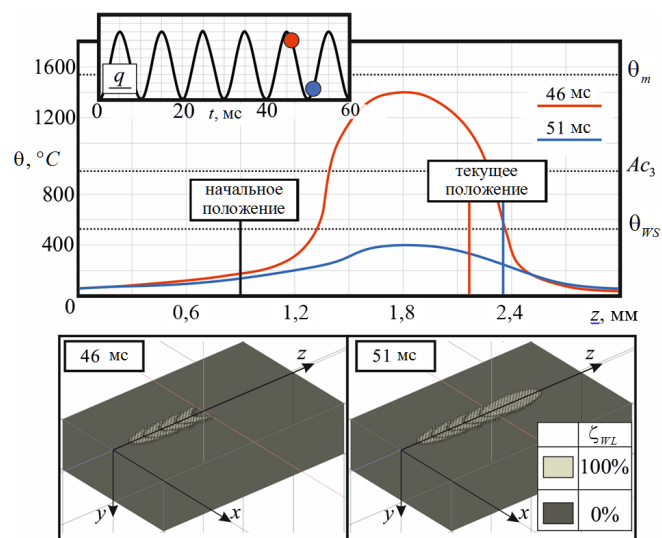 q
0 20 40 60
t, мс
1600
1200
θ, °C
800
400
0
θm
46 мс
51 мс
Ac3
θWS
начальное
положение
текущее
положение
0,6 1,2 1,8 2,4 z, мм
46 мс
z
y
x
51 мс
z
y
x
ζWL
100%
0%